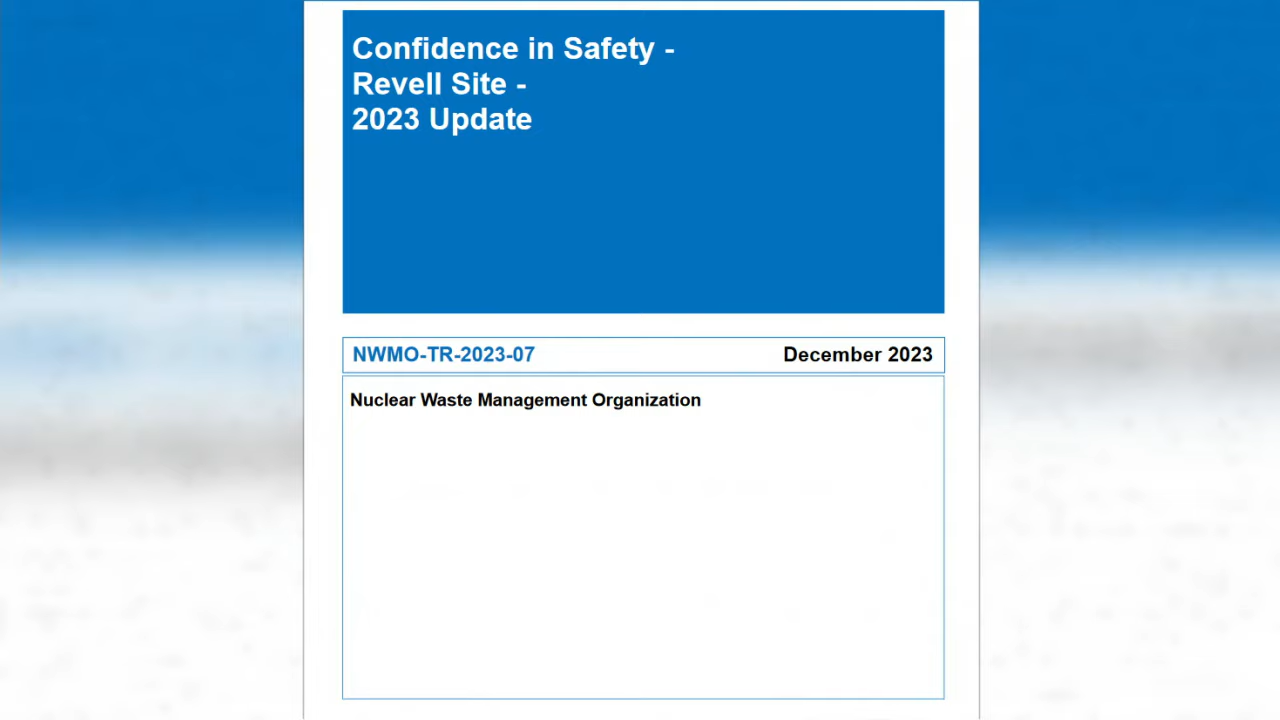 Confidence in Safety -
Revell Site -
2023 Update
NWMO-TR-2023-07 December 2023
Nuclear Waste Management Organization